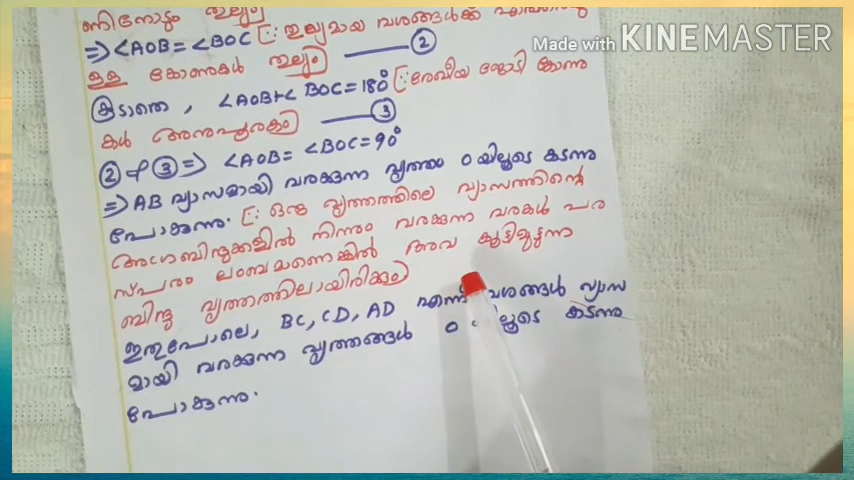 ണിനോടും തുല്യം]
⇒ ∠AOB = ∠BOC [∵ തുല്യമായ വശങ്ങൾക്ക്
ള്ള കോണുകൾ തുല്യം] —— ②
കൂടാതെ, ∠AOB + ∠BOC = 180° [∵ രേഖീയ ജോടി കോണു
കൾ അനുപൂരകം] —— ③
② ഉം ③ ⇒ ∠AOB = ∠BOC = 90°
⇒ AB വ്യാസമായി വരക്കുന്ന വൃത്തം O യിലൂടെ കടന്നു
പോകുന്നു. [∵ ഒരു വൃത്തത്തിലെ വ്യാസത്തിന്റെ
അഗ്രബിന്ദുക്കളിൽ നിന്നും വരക്കുന്ന വരകൾ പര
സ്പരം ലംബമാണെങ്കിൽ അവ കൂട്ടിമുട്ടുന്ന
ബിന്ദു വൃത്തത്തിലായിരിക്കും]
ഇതുപോലെ, BC, CD, AD എന്നീ വശങ്ങൾ വ്യാസ
മായി വരക്കുന്ന വൃത്തങ്ങൾ O കടന്നു
പോകുന്നു.
Made with KINEMASTER